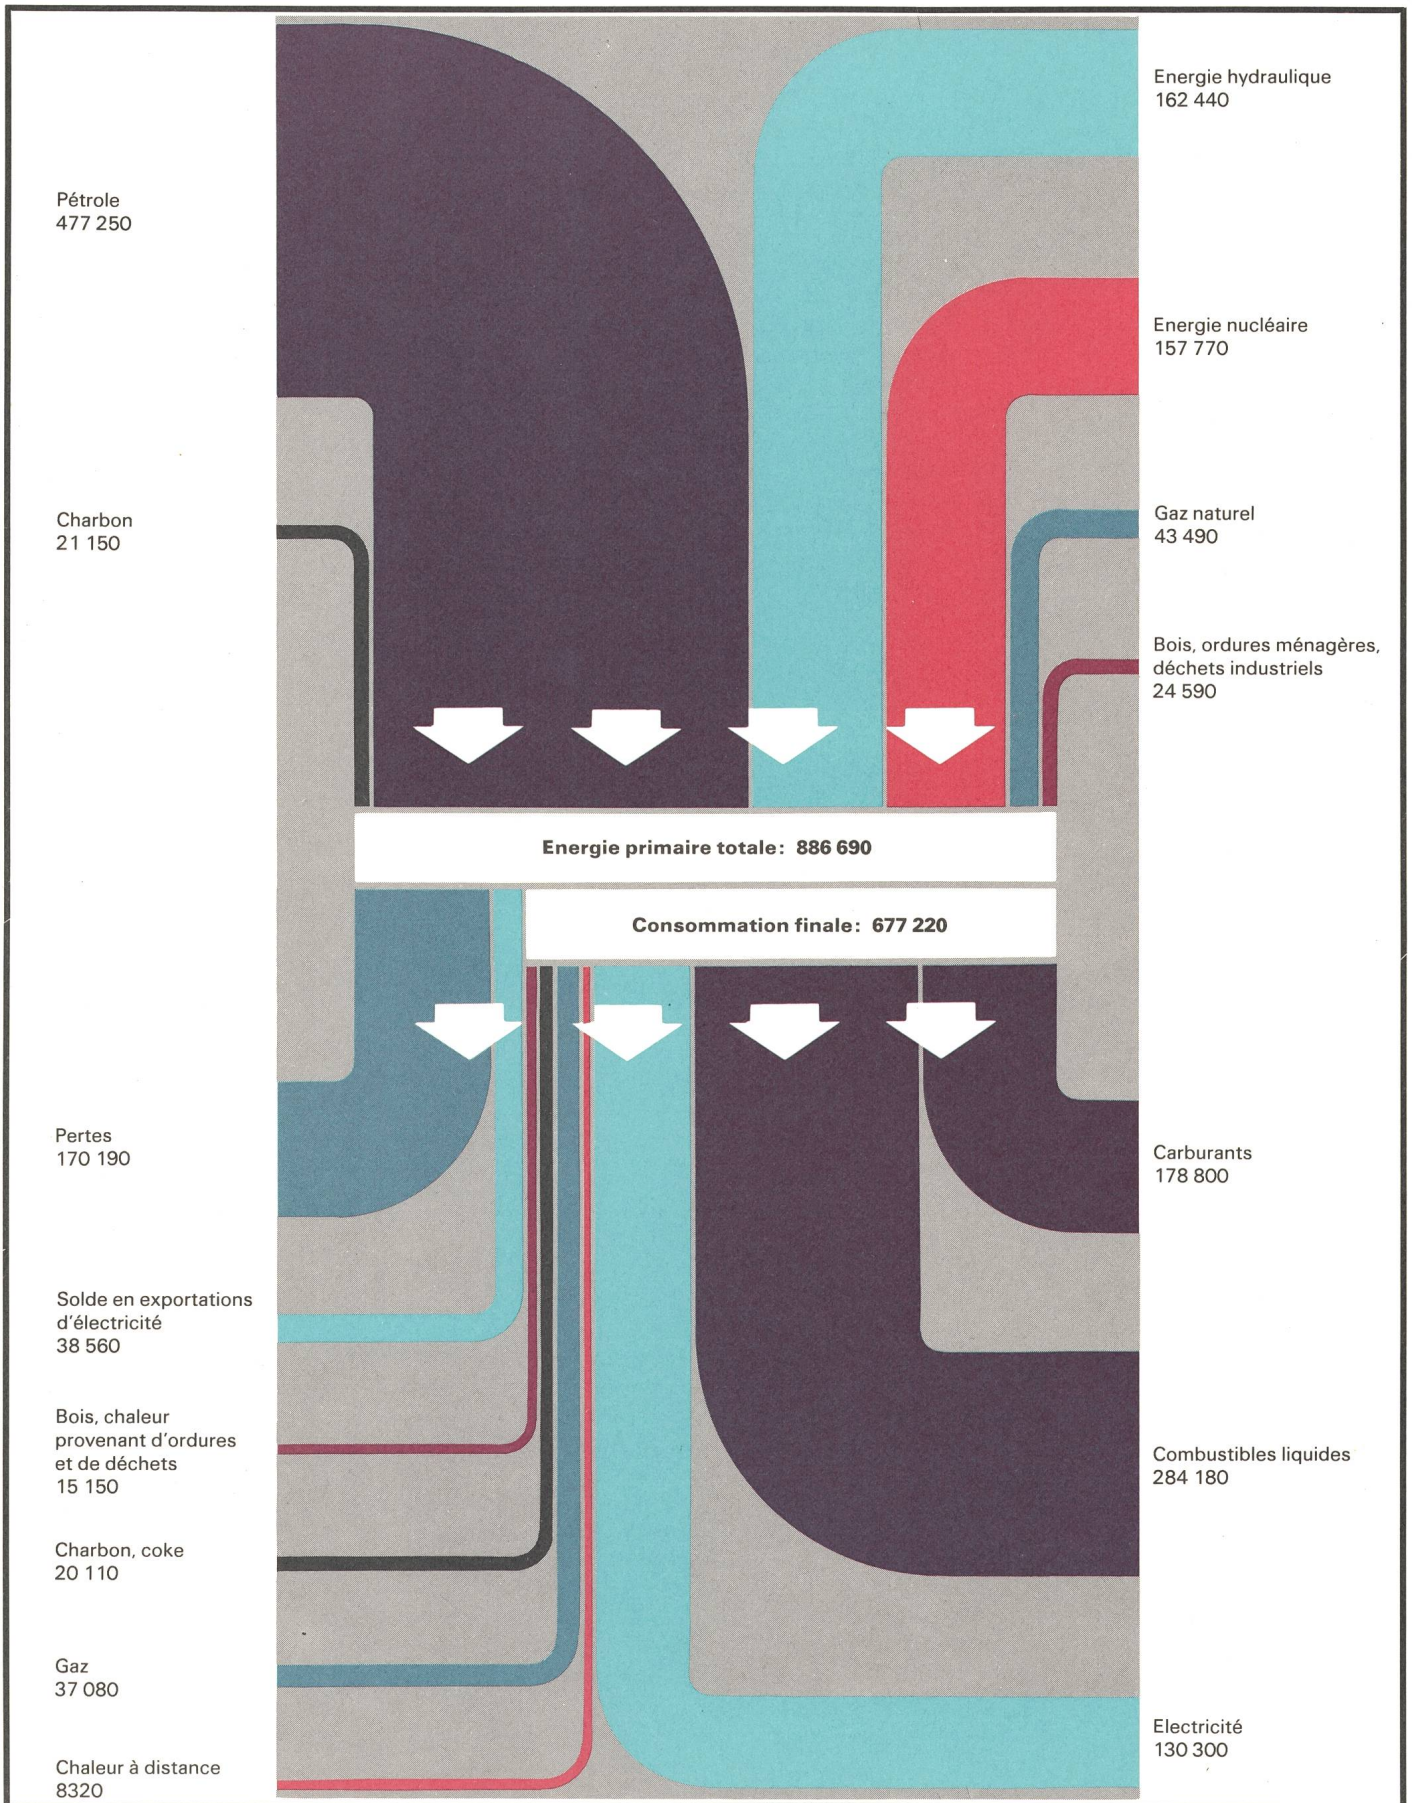 Pétrole
477 250
Charbon
21 150
Energie hydraulique
162 440
Energie nucléaire
157 770
Gaz naturel
43 490
Bois, ordures ménagères,
déchets industriels
24 590
Energie primaire totale: 886 690
Consommation finale: 677 220
Pertes
170 190
Solde en exportations
d'électricité
38 560
Bois, chaleur
provenant d'ordures
et de déchets
15 150
Charbon, coke
20 110
Gaz
37 080
Chaleur à distance
8320
Carburants
178 800
Combustibles liquides
284 180
Electricité
130 300